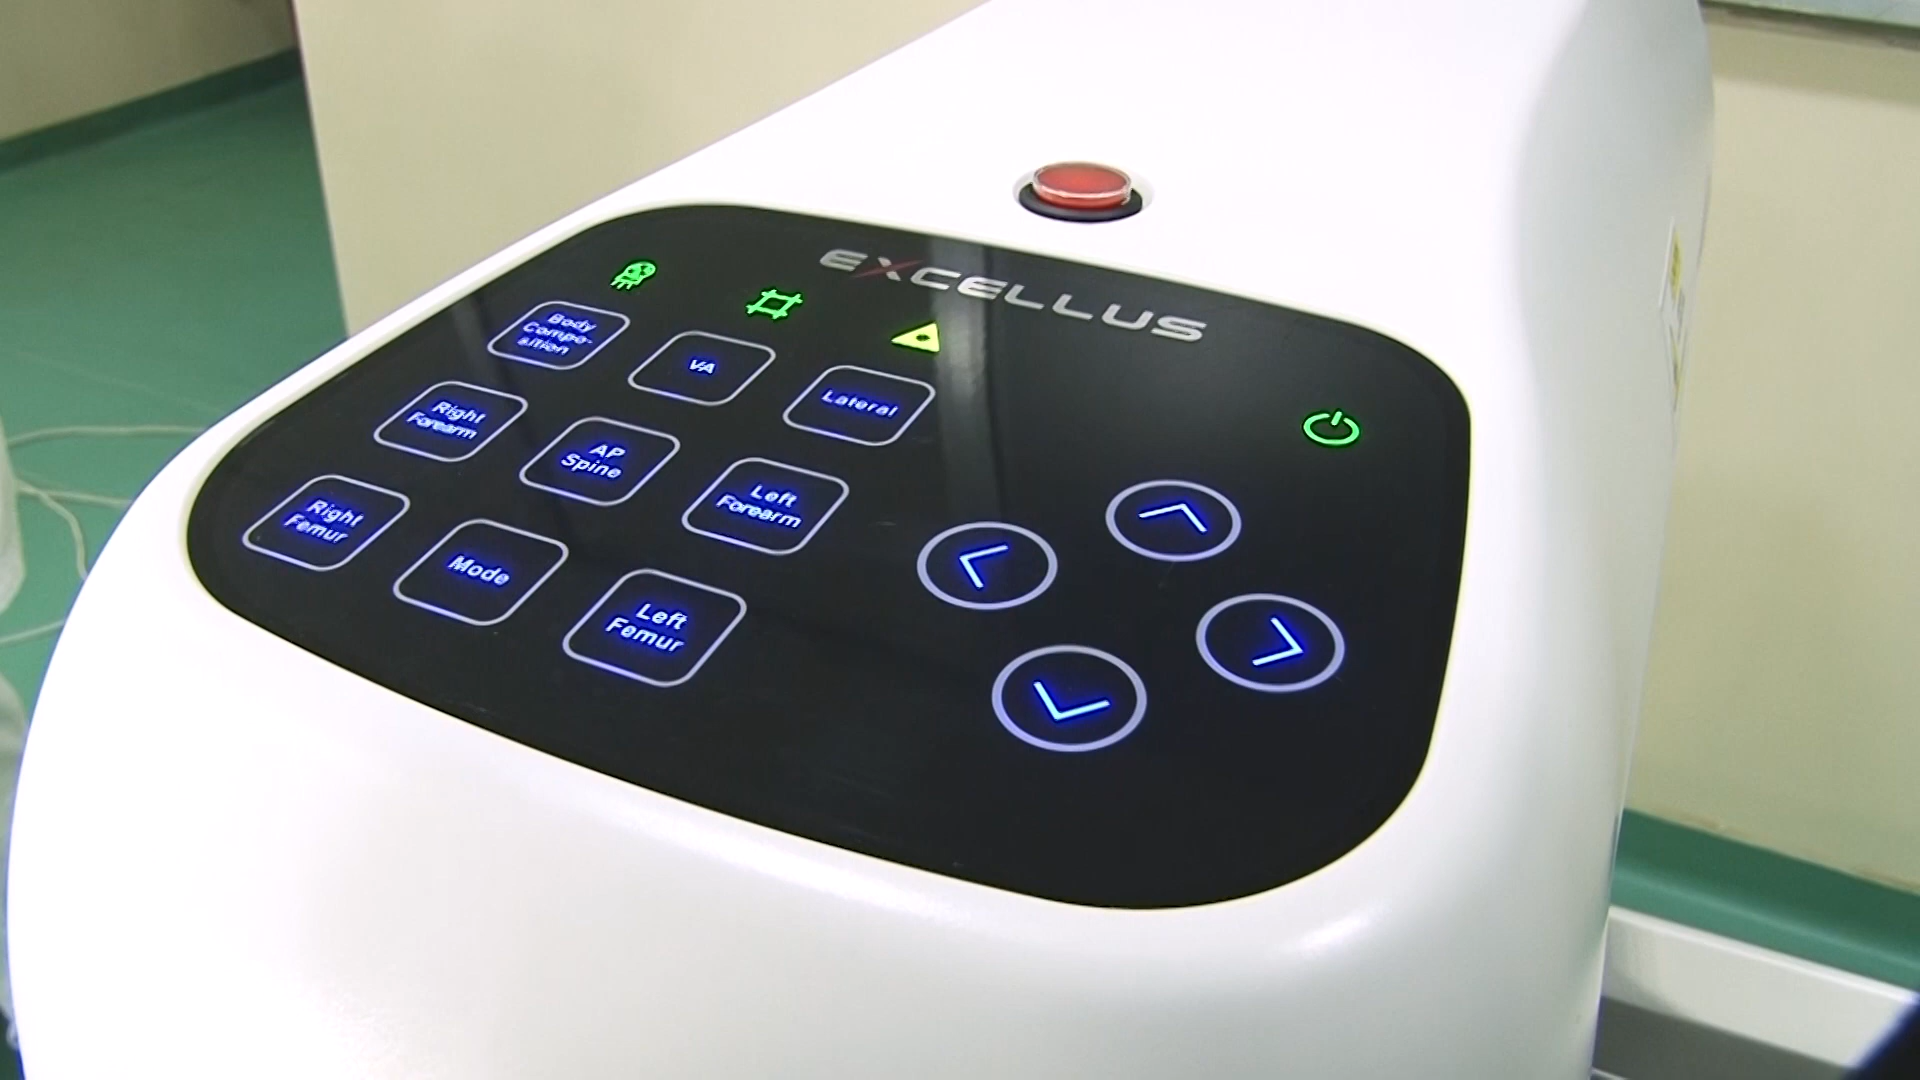 EXCELLUS
Body
Compo-
sition
VA
Lateral
Right
Forearm
AP
Spine
Left
Forearm
Right
Femur
Mode
Left
Femur